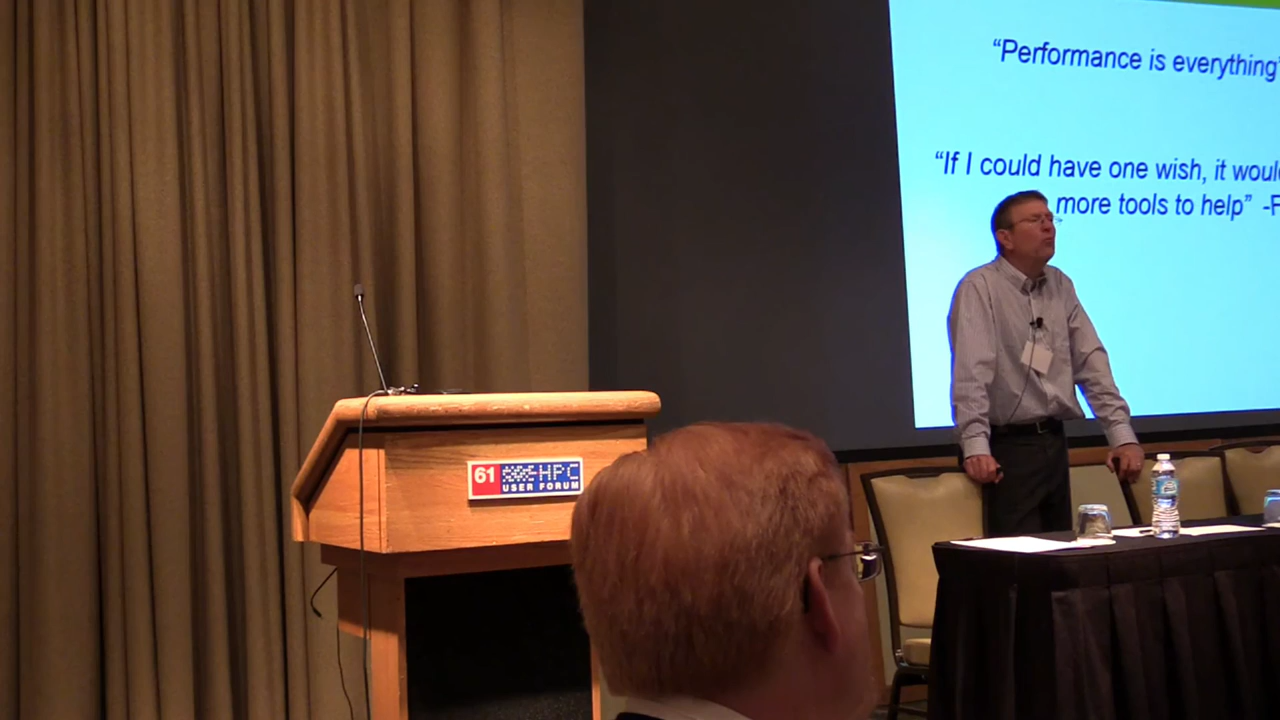 “Performance is everything”
“If I could have one wish, it would
more tools to help” -F
61 HPC
USER FORUM